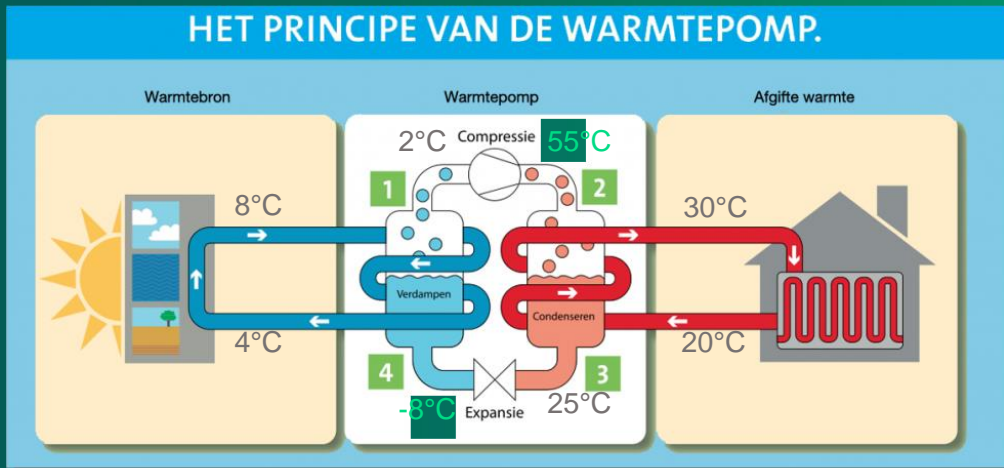 HET PRINCIPE VAN DE WARMTEPOMP.
Warmtebron
Warmtepomp
Afgifte warmte
2°C
Compressie
55°C
1
2
8°C
30°C
Verdampen
Condenseren
4°C
20°C
4
3
-8°C
Expansie
25°C